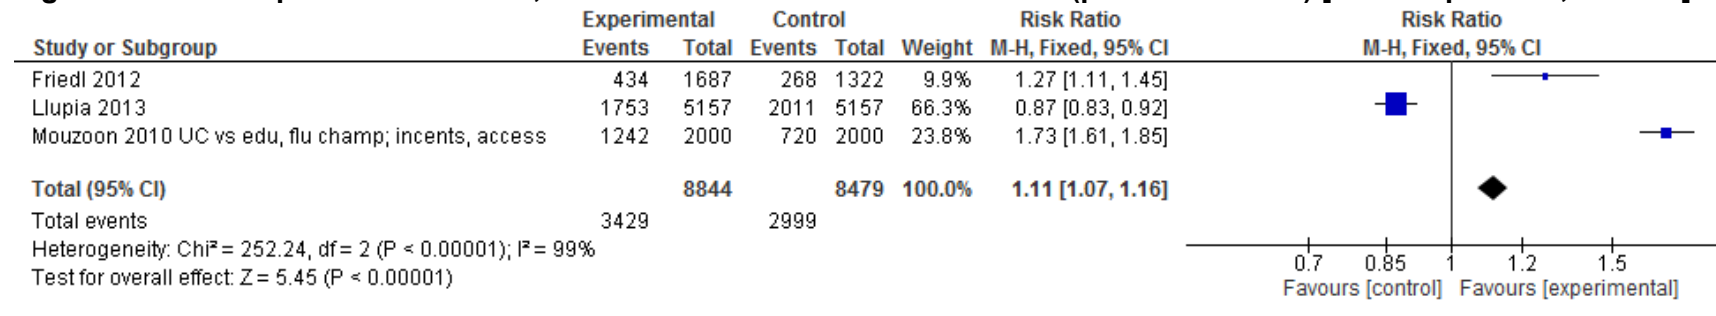 Experimental Control Risk Ratio Risk Ratio
Study or Subgroup Events Total Events Total Weight M-H, Fixed, 95% CI M-H, Fixed, 95% CI
Friedl 2012 434 1687 268 1322 9.9% 1.27 [1.11, 1.45]
Llupia 2013 1753 5157 2011 5157 66.3% 0.87 [0.83, 0.92]
Mouzoon 2010 UC vs edu, flu champ; incents, access 1242 2000 720 2000 23.8% 1.73 [1.61, 1.85]
Total (95% CI) 8844 8479 100.0% 1.11 [1.07, 1.16]
Total events 3429 2999
Heterogeneity: Chi² = 252.24, df = 2 (P < 0.00001); I² = 99%
Test for overall effect: Z = 5.45 (P < 0.00001)
0.7 0.85 1 1.2 1.5
Favours [control] Favours [experimental]